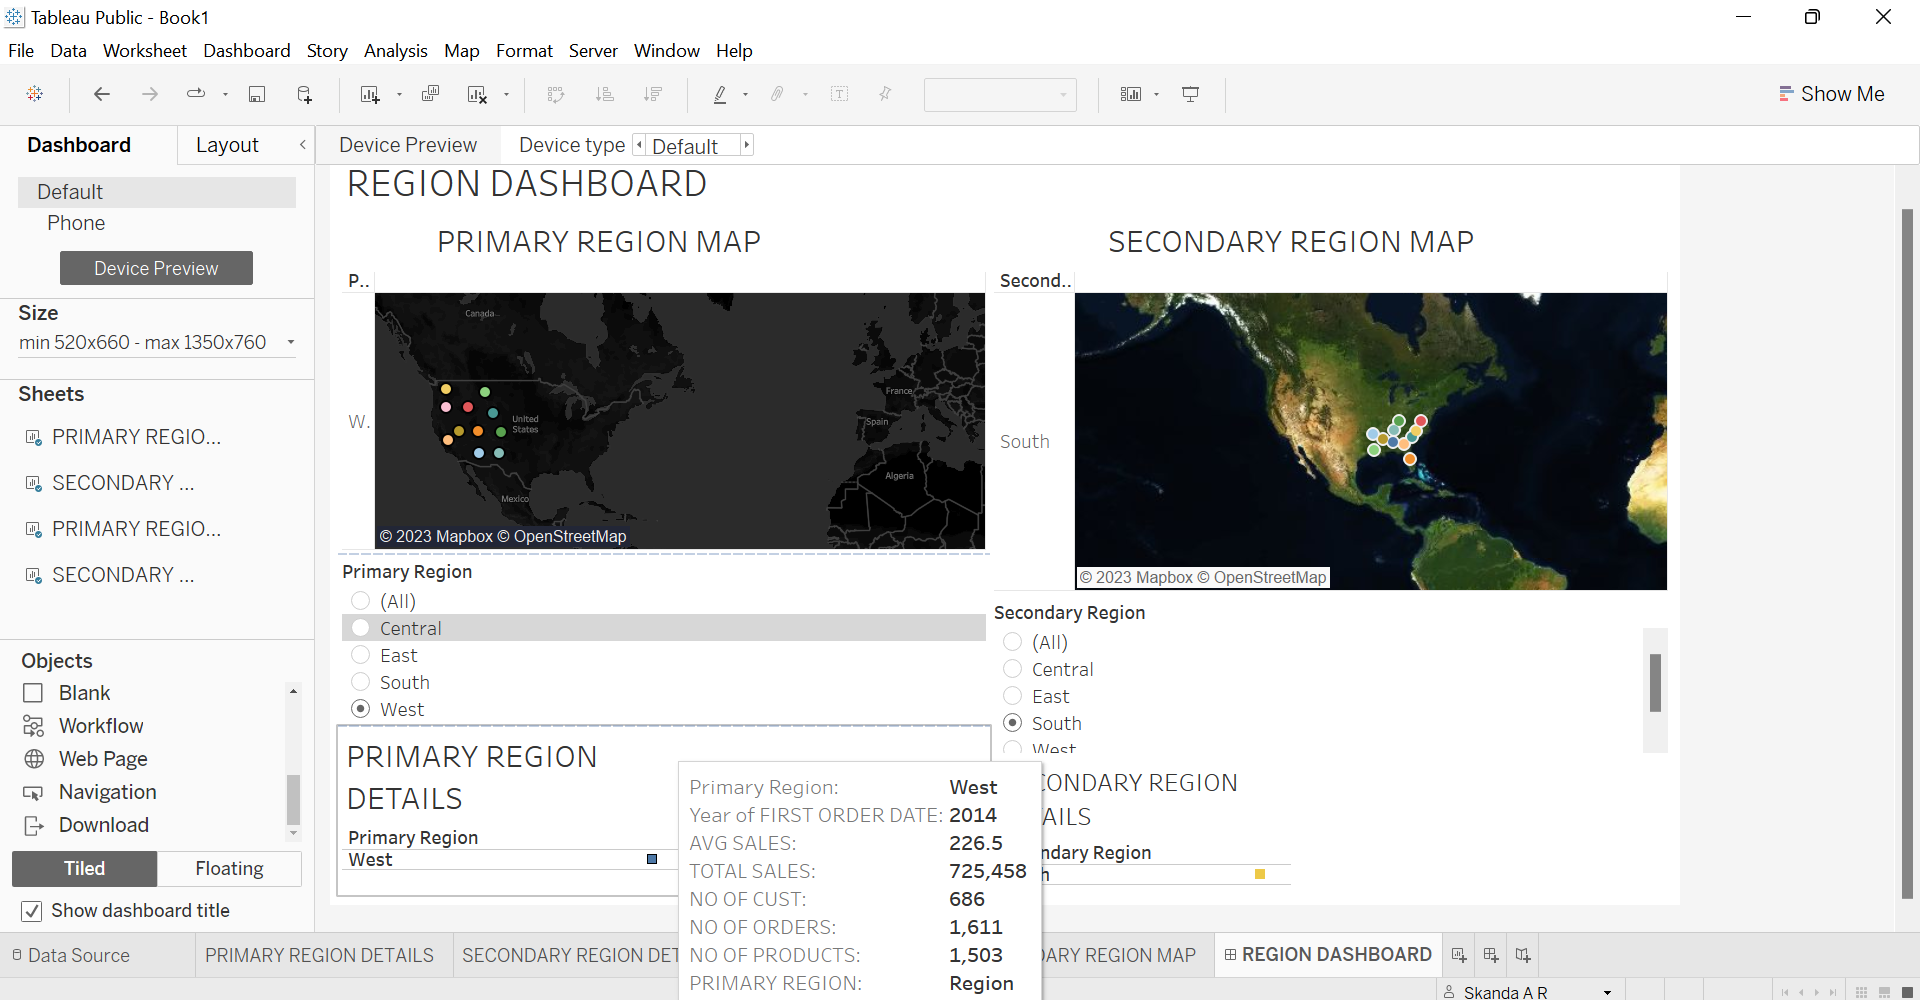 Tableau Public - Book1
File Data Worksheet Dashboard Story Analysis Map Format Server Window Help
Show Me
Dashboard Layout
Device Preview Device type Default
Default
Phone
Device Preview
Size
min 520x660 - max 1350x760
Sheets
PRIMARY REGIO...
SECONDARY ...
PRIMARY REGIO...
SECONDARY ...
Objects
Blank
Workflow
Web Page
Navigation
Download
Tiled Floating
Show dashboard title
REGION DASHBOARD
PRIMARY REGION MAP
P..
W.
Canada
United
States
Mexico
France
Spain
Algeria
© 2023 Mapbox © OpenStreetMap
Primary Region
(All)
Central
East
South
West
PRIMARY REGION
DETAILS
Primary Region
West
SECONDARY REGION MAP
Second..
South
© 2023 Mapbox © OpenStreetMap
Secondary Region
(All)
Central
East
South
West
CONDARY REGION
AILS
ndary Region
h
Primary Region: West
Year of FIRST ORDER DATE: 2014
AVG SALES: 226.5
TOTAL SALES: 725,458
NO OF CUST: 686
NO OF ORDERS: 1,611
NO OF PRODUCTS: 1,503
PRIMARY REGION: Region
Data Source PRIMARY REGION DETAILS SECONDARY REGION DET DARY REGION MAP REGION DASHBOARD
Skanda A R